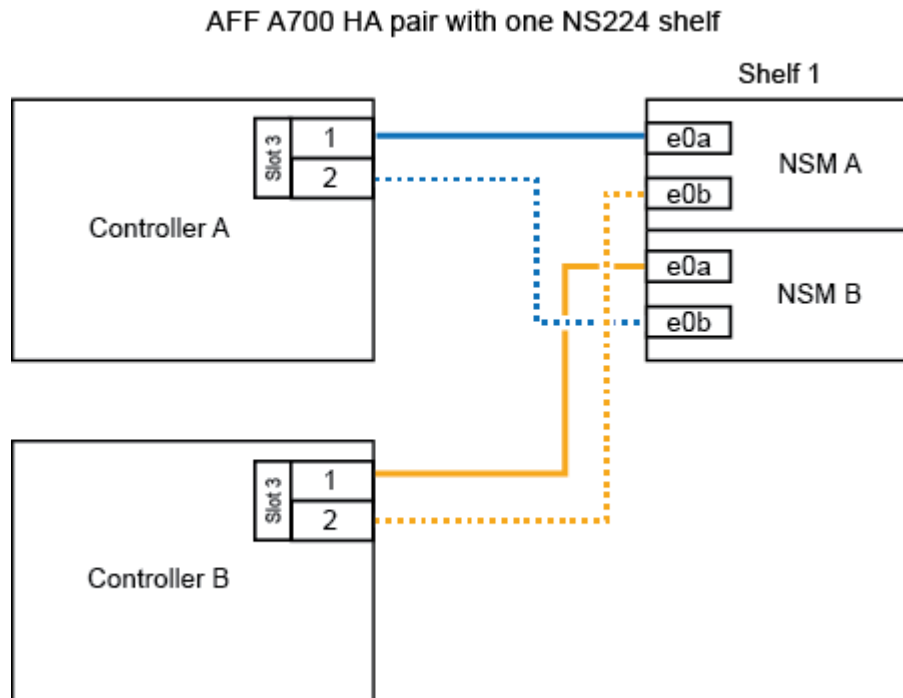 AFF A700 HA pair with one NS224 shelf
Shelf 1
Controller A
Slot 3
1
2
e0a
e0b
NSM A
e0a
e0b
NSM B
Controller B
Slot 3
1
2